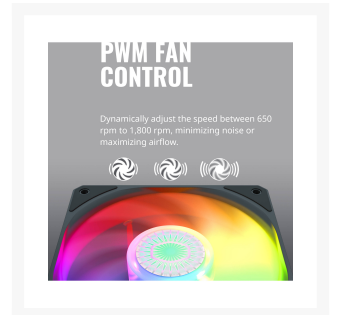 PWM FAN
CONTROL
Dynamically adjust the speed between 650
rpm to 1,800 rpm, minimizing noise or
maximizing airflow.